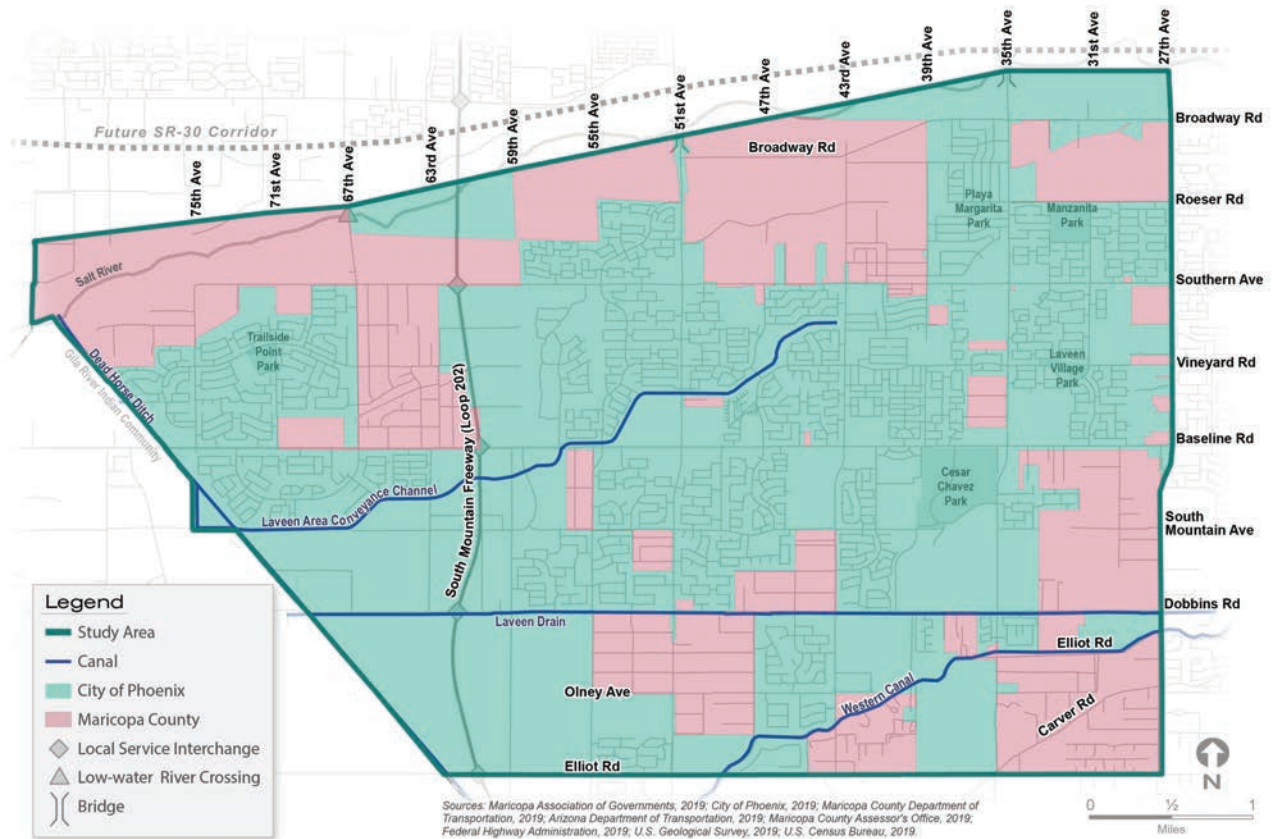 75th Ave
71st Ave
67th Ave
63rd Ave
59th Ave
55th Ave
51st Ave
47th Ave
43rd Ave
39th Ave
35th Ave
31st Ave
27th Ave
Future SR-30 Corridor
Broadway Rd
Broadway Rd
Roeser Rd
Playa
Margarita
Park
Manzanita
Park
Salt River
Southern Ave
Trailside
Point
Park
Dead Horse Ditch
Gila River Indian Community
Laveen
Village
Park
Vineyard Rd
South Mountain Freeway (Loop 202)
Baseline Rd
Cesar
Chavez
Park
Laveen Area Conveyance Channel
South
Mountain Ave
Dobbins Rd
Laveen Drain
Elliot Rd
Olney Ave
Western Canal
Carver Rd
Elliot Rd
Legend
Study Area
Canal
City of Phoenix
Maricopa County
Local Service Interchange
Low-water River Crossing
Bridge
N
0 ½ 1
Miles
Sources: Maricopa Association of Governments, 2019; City of Phoenix, 2019; Maricopa County Department of
Transportation, 2019; Arizona Department of Transportation, 2019; Maricopa County Assessor's Office, 2019;
Federal Highway Administration, 2019; U.S. Geological Survey, 2019; U.S. Census Bureau, 2019.